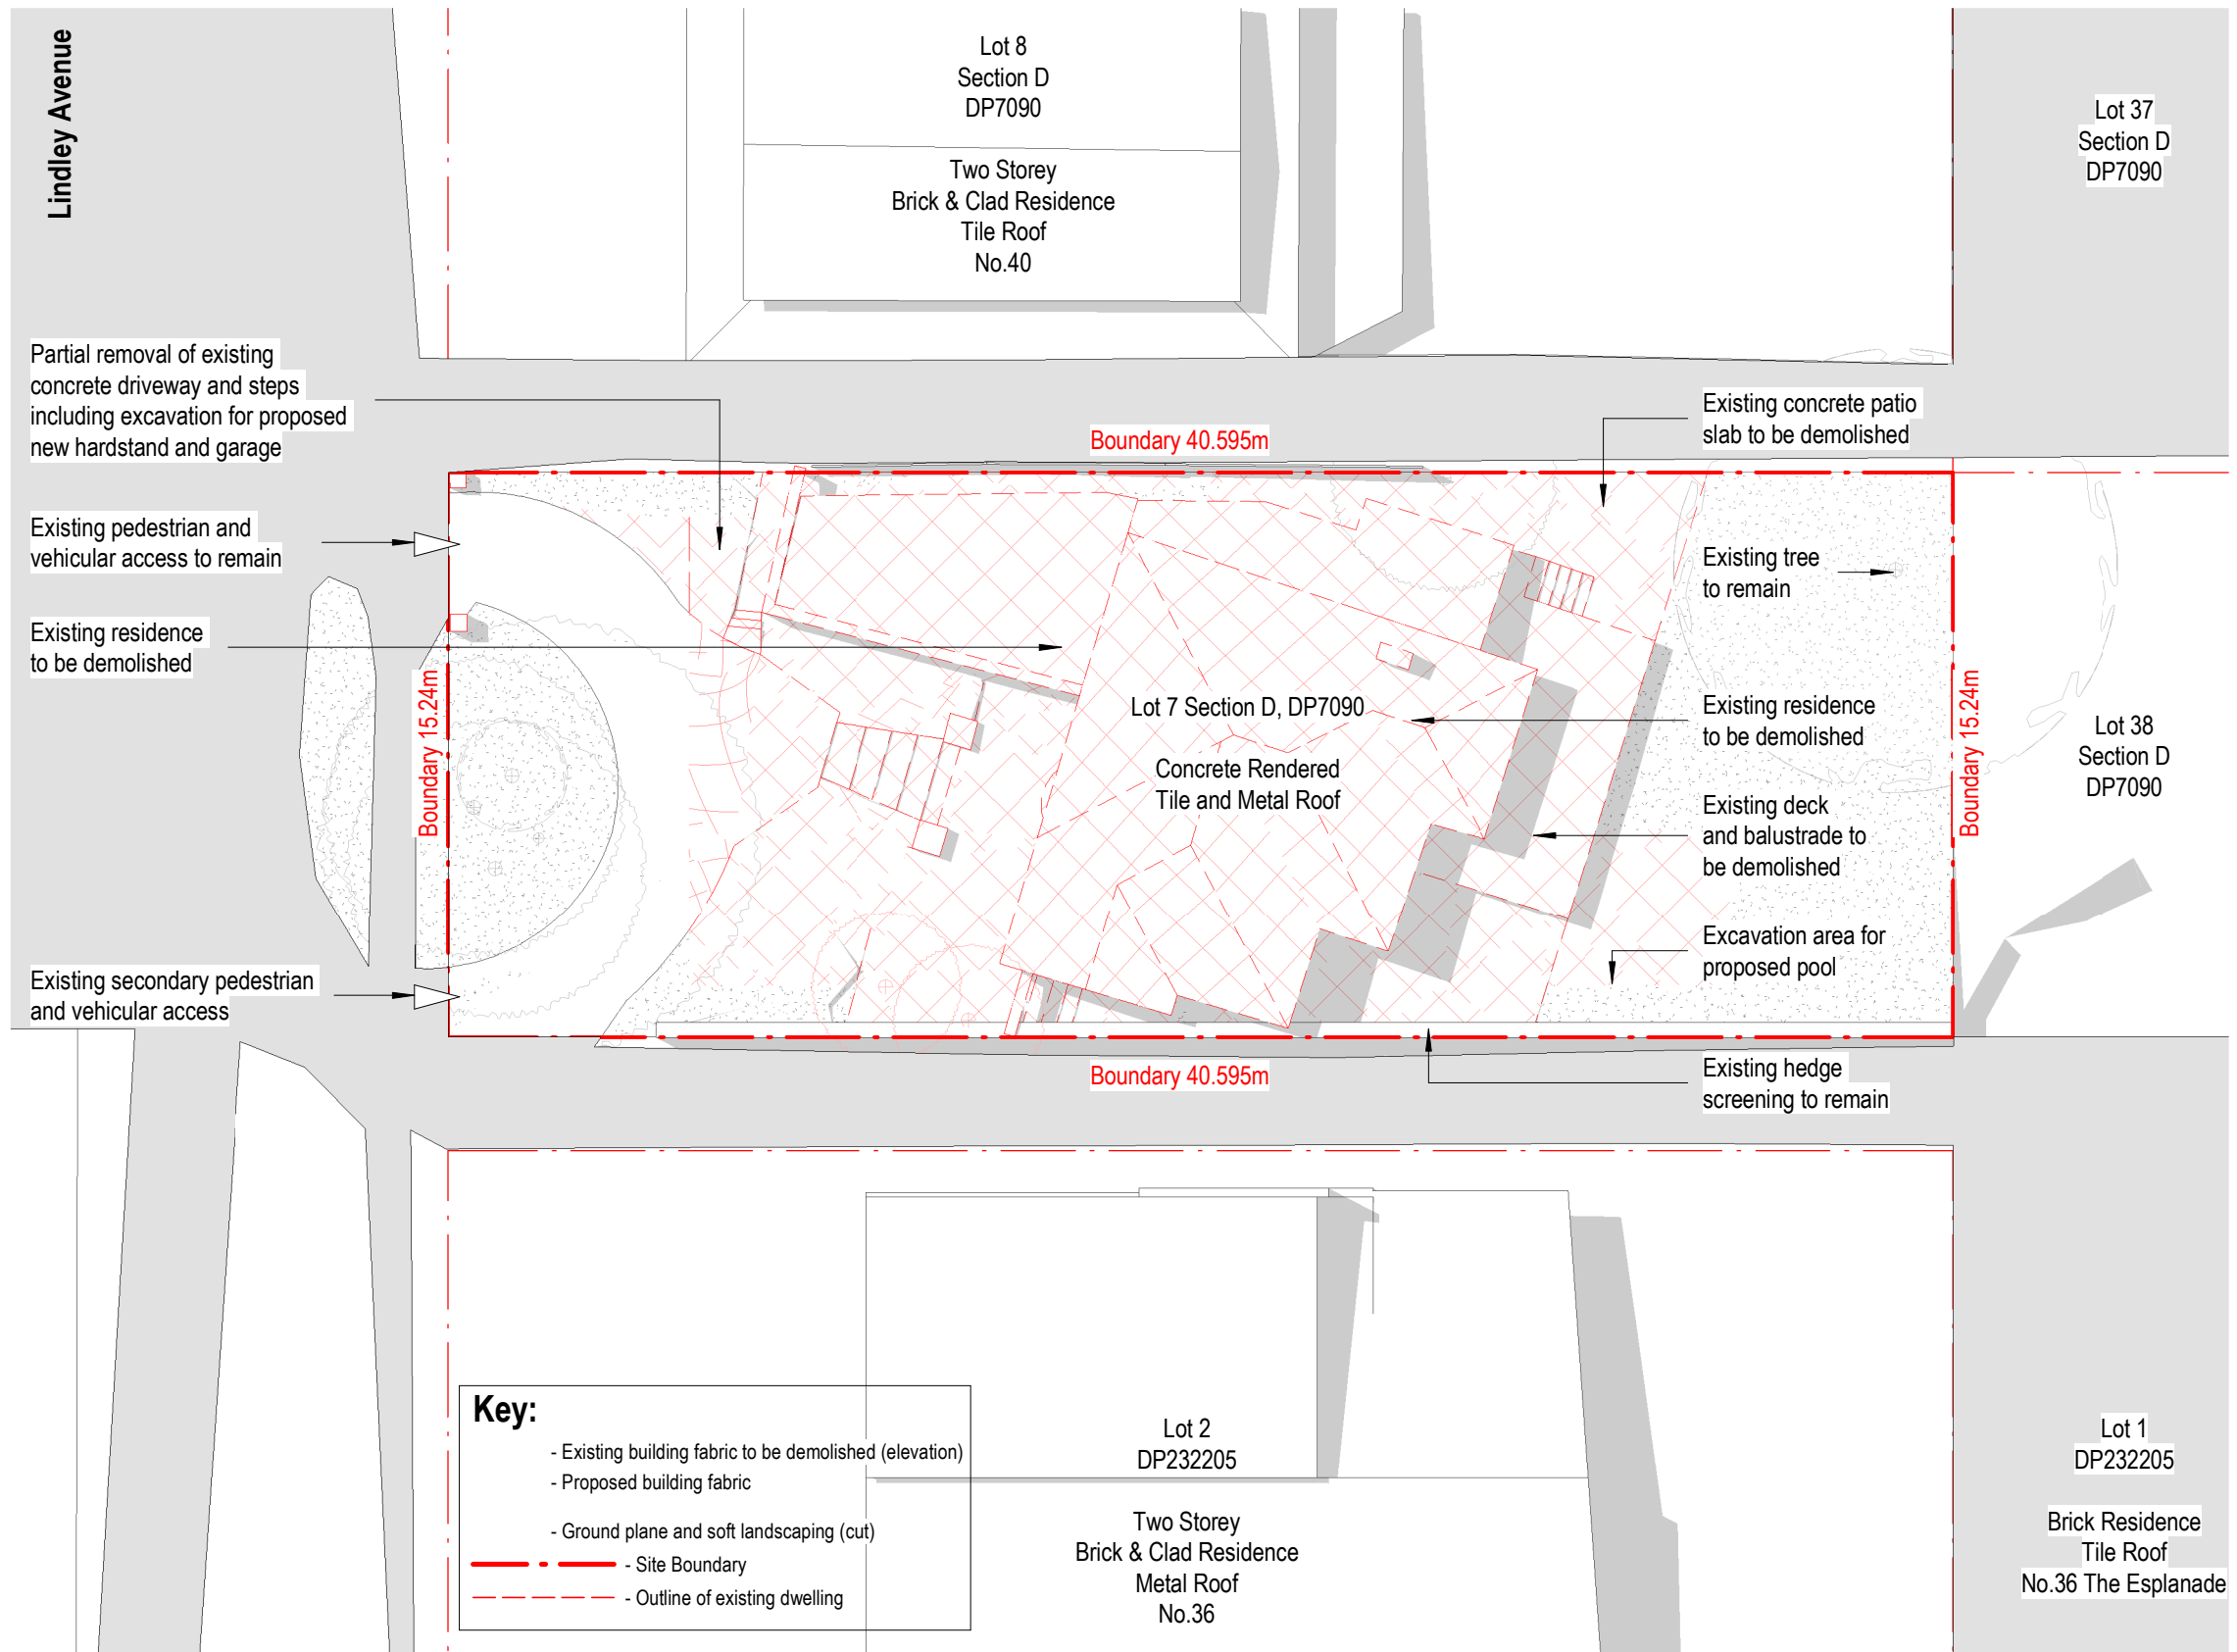 Lindley Avenue
Lot 8
Section D
DP7090
Two Storey
Brick & Clad Residence
Tile Roof
No.40
Lot 37
Section D
DP7090
Partial removal of existing
concrete driveway and steps
including excavation for proposed
new hardstand and garage
Boundary 40.595m
Existing concrete patio
slab to be demolished
Existing pedestrian and
vehicular access to remain
Existing tree
to remain
Existing residence
to be demolished
Boundary 15.24m
Lot 7 Section D, DP7090
Concrete Rendered
Tile and Metal Roof
Existing residence
to be demolished
Boundary 15.24m
Lot 38
Section D
DP7090
Existing deck
and balustrade to
be demolished
Excavation area for
proposed pool
Existing secondary pedestrian
and vehicular access
Boundary 40.595m
Existing hedge
screening to remain
Key:
- Existing building fabric to be demolished (elevation)
- Proposed building fabric
- Ground plane and soft landscaping (cut)
- Site Boundary
- Outline of existing dwelling
Lot 2
DP232205
Two Storey
Brick & Clad Residence
Metal Roof
No.36
Lot 1
DP232205
Brick Residence
Tile Roof
No.36 The Esplanade